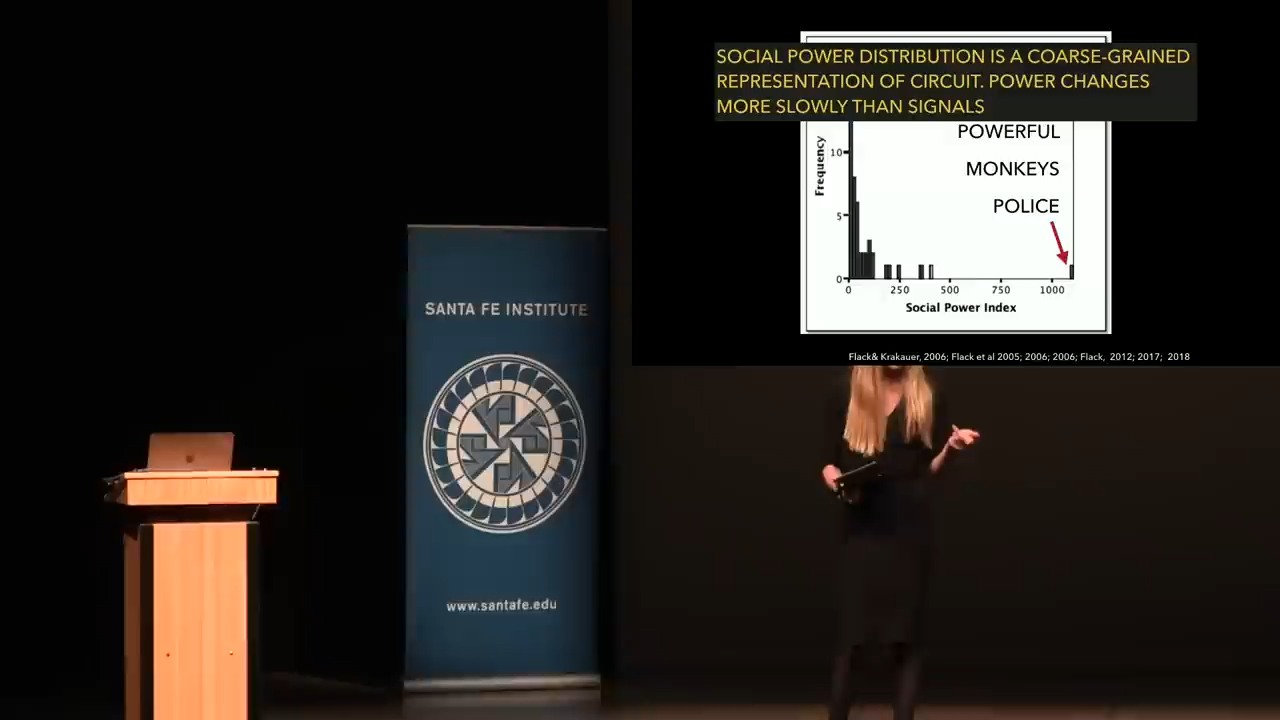 SOCIAL POWER DISTRIBUTION IS A COARSE-GRAINED
REPRESENTATION OF CIRCUIT. POWER CHANGES
MORE SLOWLY THAN SIGNALS
POWERFUL
MONKEYS
POLICE
Frequency
10
5
0
0 250 500 750 1000
Social Power Index
Flack& Krakauer, 2006; Flack et al 2005; 2006; 2006; Flack, 2012; 2017; 2018
SANTA FE INSTITUTE
www.santafe.edu